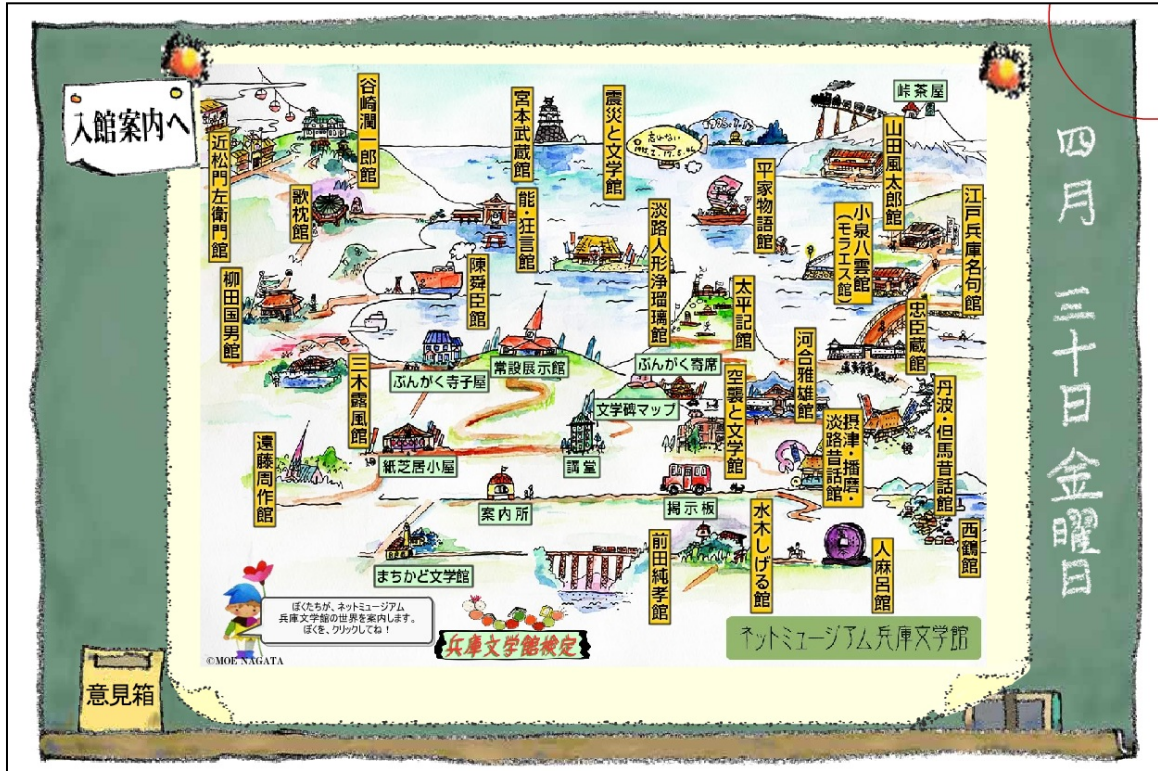 入館案内へ
近松門左衛門館
谷崎潤一郎館
宮本武蔵館
震災と文学館
忘れない
峠茶屋
山田風太郎館
平家物語館
歌枕館
能・狂言館
淡路人形浄瑠璃館
小泉八雲館
(モラエス館)
江戸兵庫名句館
柳田国男館
陳舜臣館
太平記館
忠臣蔵館
三木露風館
ぶんがく寺子屋
常設展示館
ぶんがく寄席
河合雅雄館
文学碑マップ
空襲と文学館
摂津・播磨・
淡路昔話館
丹波・但馬昔話館
遠藤周作館
紙芝居小屋
講堂
案内所
掲示板
西鶴館
まちかど文学館
前田純孝館
水木しげる館
人麻呂館
ぼくたちが、ネットミュージアム
兵庫文学館の世界を案内します。
ぼくを、クリックしてね!
兵庫文学館検定
ネットミュージアム兵庫文学館
©MOE NAGATA
意見箱
四月 三十日 金曜日